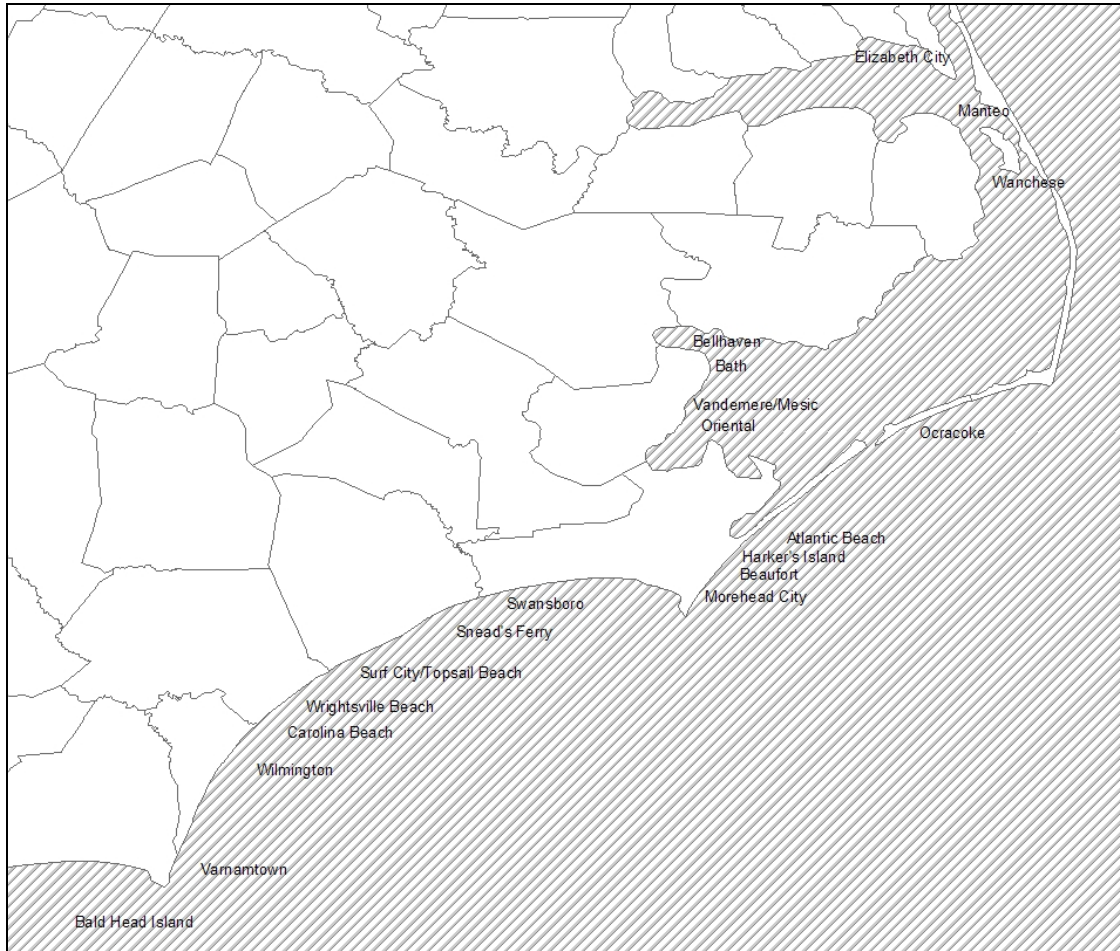 Elizabeth City
Manteo
Wanchese
Bellhaven
Bath
Vandemere/Mesic
Oriental
Ocracoke
Atlantic Beach
Harker's Island
Beaufort
Morehead City
Swansboro
Snead's Ferry
Surf City/Topsail Beach
Wrightsville Beach
Carolina Beach
Wilmington
Varnamtown
Bald Head Island